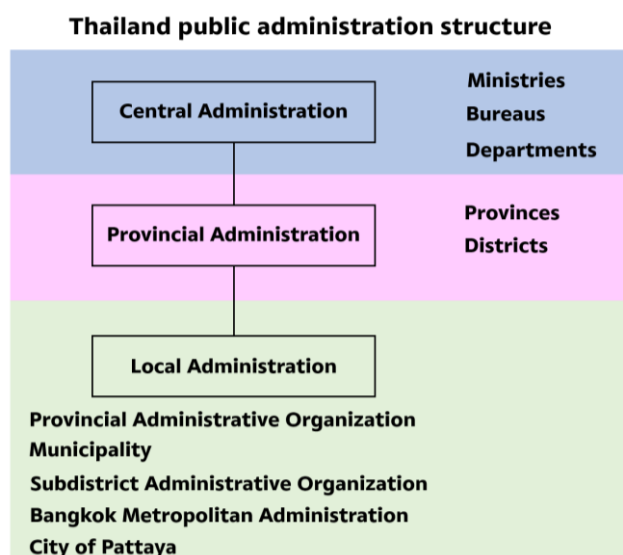 Thailand public administration structure
Central Administration
Ministries
Bureaus
Departments
Provincial Administration
Provinces
Districts
Local Administration
Provincial Administrative Organization
Municipality
Subdistrict Administrative Organization
Bangkok Metropolitan Administration
City of Pattaya